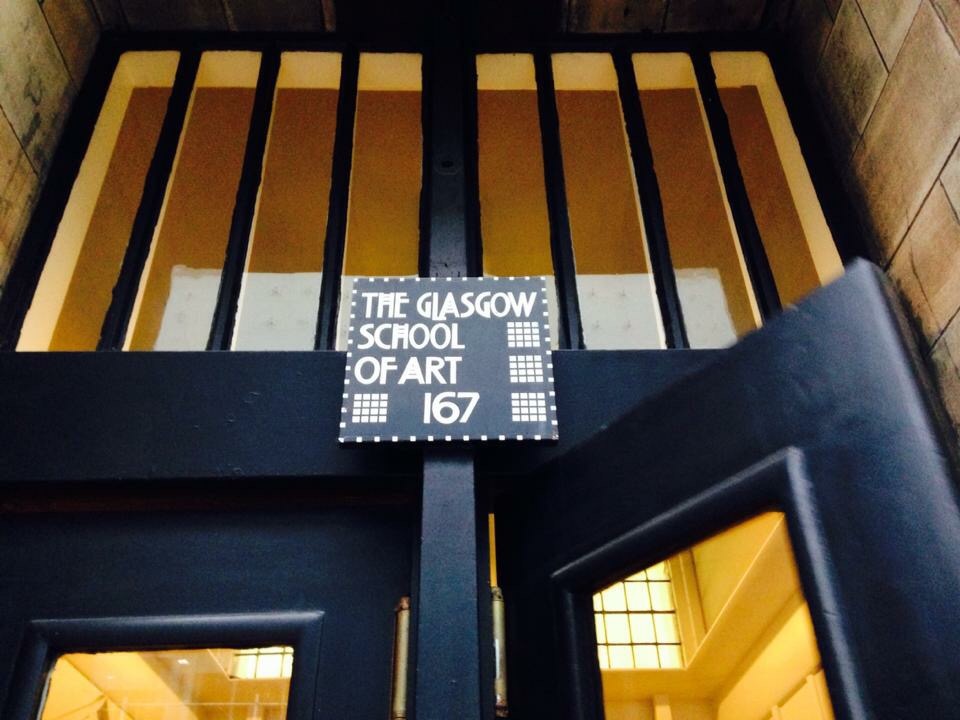 THE GLASGOW
SCHOOL
OF ART
167